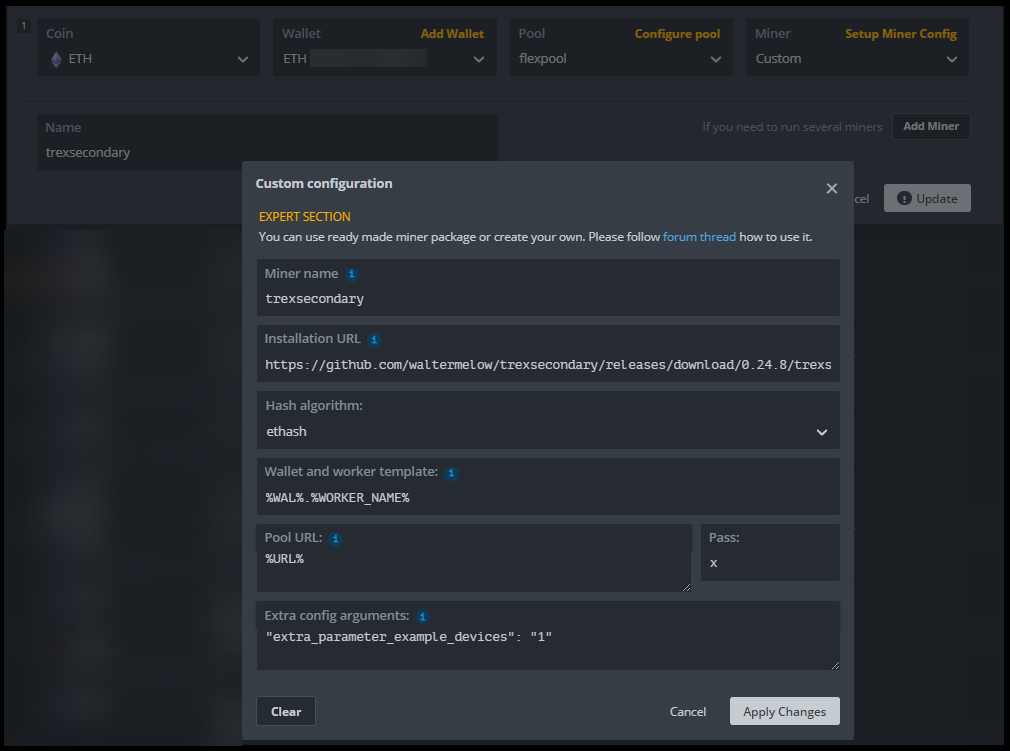 1
Coin
ETH
Wallet Add Wallet
ETH
Pool Configure pool
flexpool
Miner Setup Miner Config
Custom
Name
trexsecondary
If you need to run several miners Add Miner
cel ! Update
Custom configuration
EXPERT SECTION
You can use ready made miner package or create your own. Please follow forum thread how to use it.
Miner name i
trexsecondary
Installation URL i
https://github.com/waltermelow/trexsecondary/releases/download/0.24.8/trexs
Hash algorithm:
ethash
Wallet and worker template: i
%WAL%.%WORKER_NAME%
Pool URL: i
%URL%
Pass:
x
Extra config arguments: i
"extra_parameter_example_devices": "1"
Clear Cancel Apply Changes